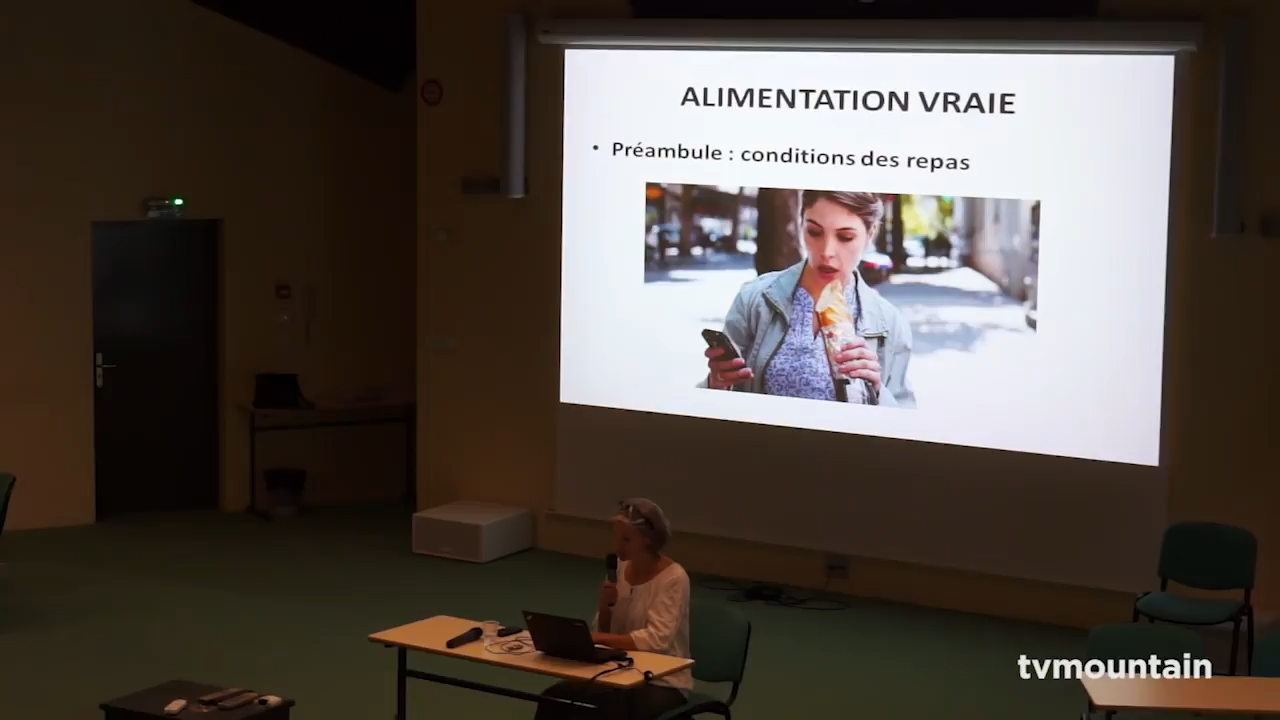 ALIMENTATION VRAIE
• Préambule : conditions des repas
tvmountain